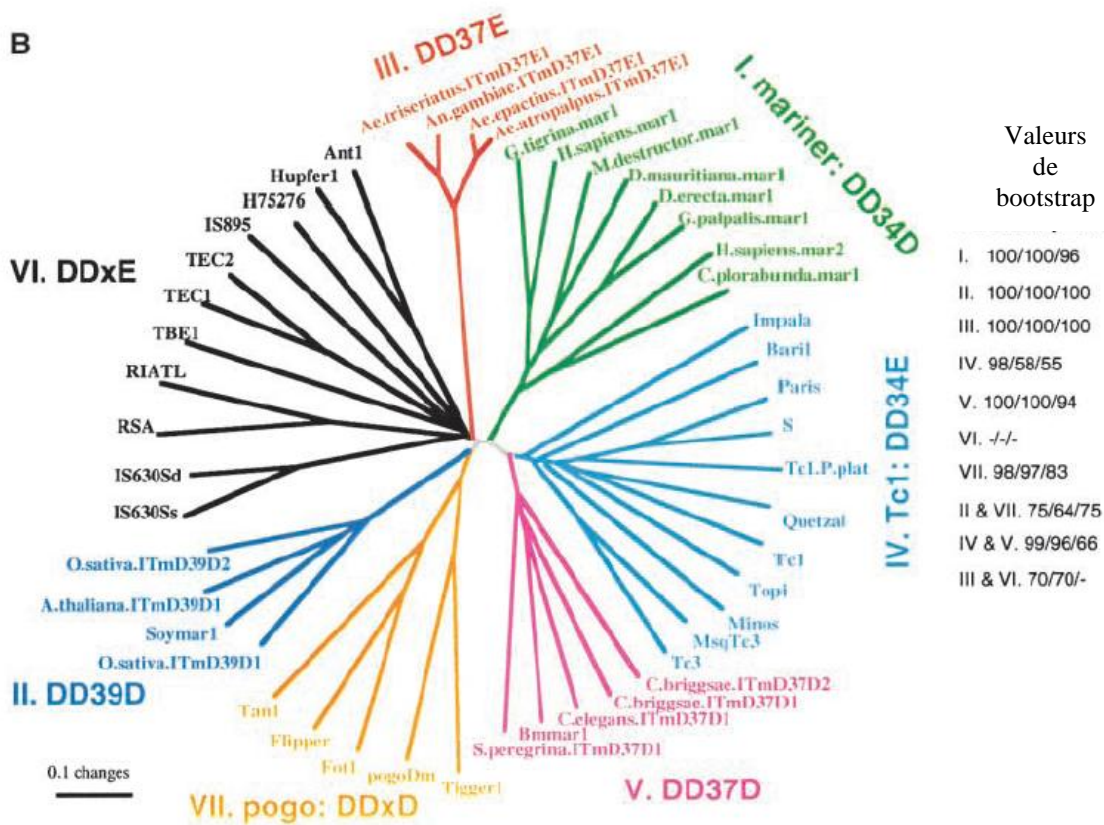 B
III. DD37E
Ae.triseriatus.ITmD37E1
An.gambiae.ITmD37E1
Ae.epactius.ITmD37E1
Ae.atropalpus.ITmD37E1
I. mariner: DD34D
G.tigrina.mar1
H.sapiens.mar1
M.destructor.mar1
D.mauritiana.mar1
D.erecta.mar1
G.palpalis.mar1
H.sapiens.mar2
C.plorabunda.mar1
IV. Tc1: DD34E
Impala
Bari1
Paris
S
Tc1.P.plat
Quetzal
Tc1
Topi
Minos
MsqTc3
Tc3
V. DD37D
C.briggsae.ITmD37D2
C.briggsae.ITmD37D1
C.elegans.ITmD37D1
Bmmar1
S.peregrina.ITmD37D1
VII. pogo: DDxD
Tigger1
pogoDm
Fot1
Flipper
Tan1
II. DD39D
O.sativa.ITmD39D1
Soymar1
A.thaliana.ITmD39D1
O.sativa.ITmD39D2
VI. DDxE
IS630Ss
IS630Sd
RSA
RIATL
TBE1
TEC1
TEC2
IS895
H75276
Hupfer1
Ant1
0.1 changes
Valeurs
de
bootstrap
I. 100/100/96
II. 100/100/100
III. 100/100/100
IV. 98/58/55
V. 100/100/94
VI. -/-/-
VII. 98/97/83
II & VII. 75/64/75
IV & V. 99/96/66
III & VI. 70/70/-